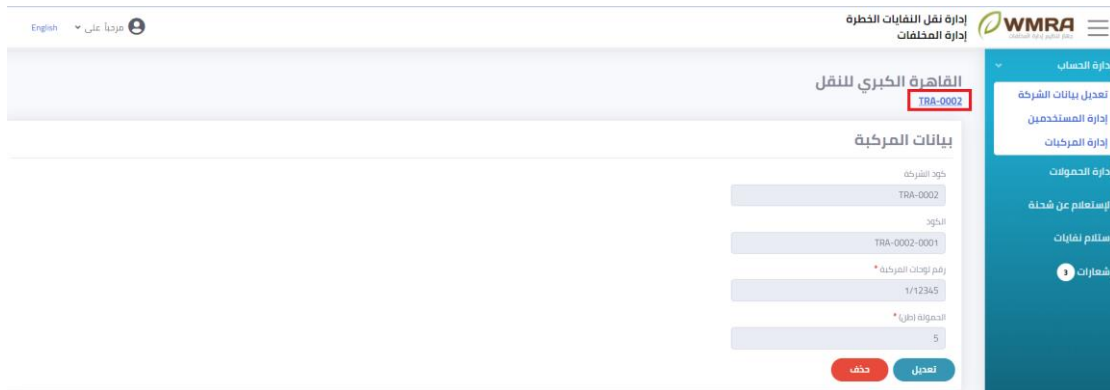 إدارة نقل النفايات الخطرة
إدارة المخلفات
WMRA
مرحباً على
English
دارة الحساب
تعديل بيانات الشركة
إدارة المستخدمين
إدارة المركبات
دارة الحمولات
لإستعلام عن شحنة
ستلام نفايات
شعارات 3
القاهرة الكبري للنقل
TRA-0002
بيانات المركبة
كود الشركة
TRA-0002
الكود
TRA-0002-0001
رقم لوحات المركبة *
1/12345
الحمولة (طن) *
5
تعديل
حذف